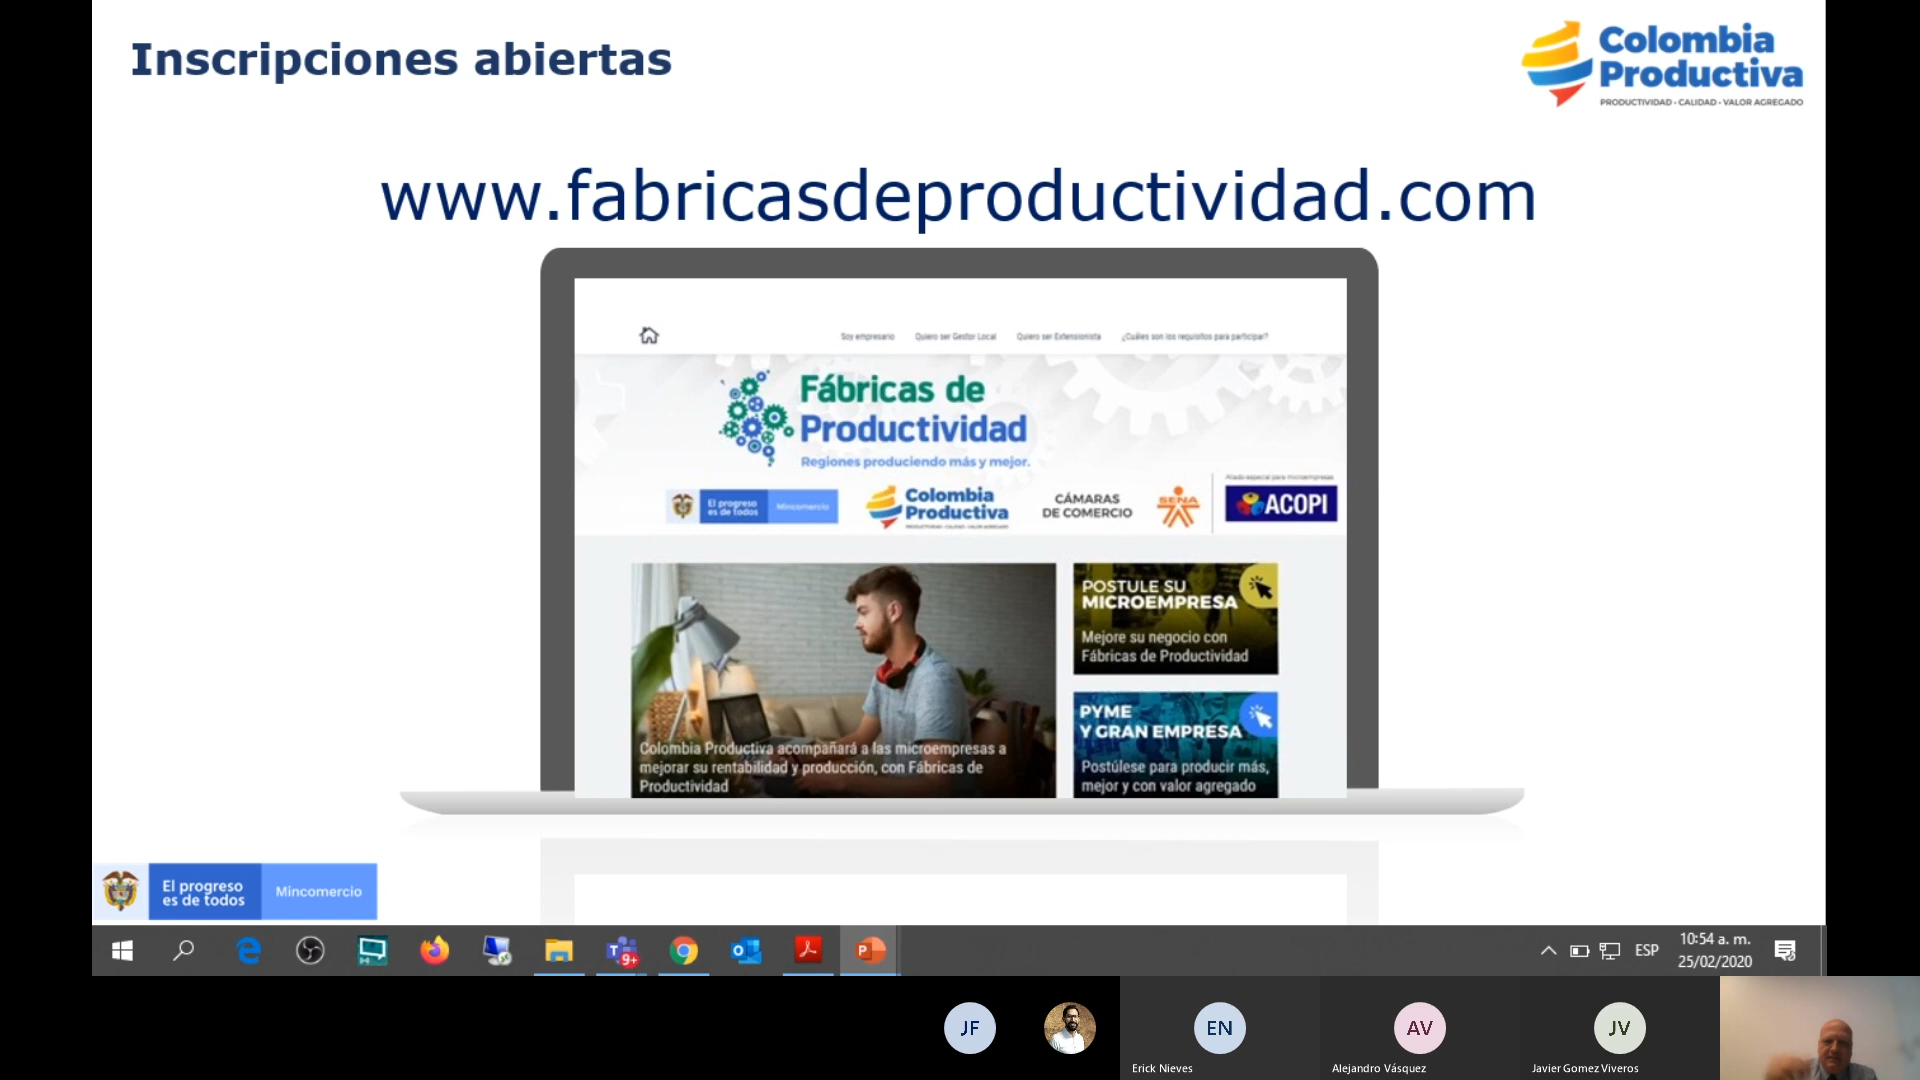 Inscripciones abiertas
Colombia
Productiva
PRODUCTIVIDAD - CALIDAD - VALOR AGREGADO
www.fabricasdeproductividad.com
Soy empresario Quiero ser Gestor Local Quiero ser Extensionista ¿Cuáles son los requisitos para participar?
Fábricas de
Productividad
Regiones produciendo más y mejor.
Aliado especial para microempresas
El progreso
es de todos
Mincomercio
Colombia
Productiva
CÁMARAS
DE COMERCIO
SENA
ACOPI
Colombia Productiva acompañará a las microempresas a
mejorar su rentabilidad y producción, con Fábricas de
Productividad
POSTULE SU
MICROEMPRESA
Mejore su negocio con
Fábricas de Productividad
PYME
Y GRAN EMPRESA
Postúlese para producir más,
mejor y con valor agregado
El progreso
es de todos
Mincomercio
9+
ESP
10:54 a. m.
25/02/2020
JF
EN
Erick Nieves
AV
Alejandro Vásquez
JV
Javier Gomez Viveros